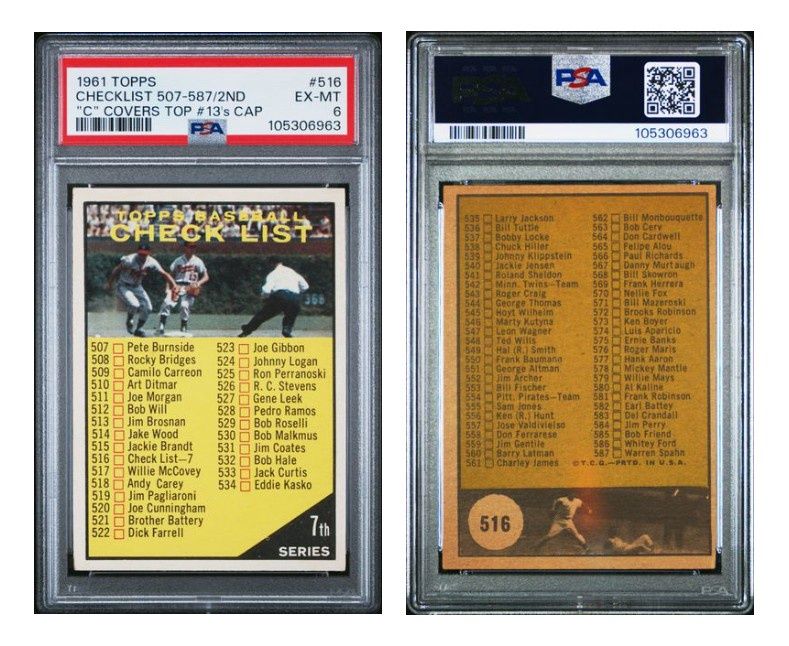 1961 TOPPS #516
CHECKLIST 507-587/2ND EX-MT
"C" COVERS TOP #13's CAP 6
PSA 105306963
TOPPS BASEBALL
CHECK LIST
368
507 Pete Burnside
508 Rocky Bridges
509 Camilo Carreon
510 Art Ditmar
511 Joe Morgan
512 Bob Will
513 Jim Brosnan
514 Jake Wood
515 Jackie Brandt
516 Check List—7
517 Willie McCovey
518 Andy Carey
519 Jim Pagliaroni
520 Joe Cunningham
521 Brother Battery
522 Dick Farrell
523 Joe Gibbon
524 Johnny Logan
525 Ron Perranoski
526 R. C. Stevens
527 Gene Leek
528 Pedro Ramos
529 Bob Roselli
530 Bob Malkmus
531 Jim Coates
532 Bob Hale
533 Jack Curtis
534 Eddie Kasko
7th
SERIES
PSA
PSA
105306963
535 Larry Jackson
536 Bill Tuttle
537 Bobby Locke
538 Chuck Hiller
539 Johnny Klippstein
540 Jackie Jensen
541 Roland Sheldon
542 Minn. Twins—Team
543 Roger Craig
544 George Thomas
545 Hoyt Wilhelm
546 Marty Kutyna
547 Leon Wagner
548 Ted Wills
549 Hal (R.) Smith
550 Frank Baumann
551 George Altman
552 Jim Archer
553 Bill Fischer
554 Pitt. Pirates—Team
555 Sam Jones
556 Ken (R.) Hunt
557 Jose Valdivielso
558 Don Ferrarese
559 Jim Gentile
560 Barry Latman
561 Charley James
562 Bill Monbouquette
563 Bob Cerv
564 Don Cardwell
565 Felipe Alou
566 Paul Richards
567 Danny Murtaugh
568 Bill Skowron
569 Frank Herrera
570 Nellie Fox
571 Bill Mazeroski
572 Brooks Robinson
573 Ken Boyer
574 Luis Aparicio
575 Ernie Banks
576 Roger Maris
577 Hank Aaron
578 Mickey Mantle
579 Willie Mays
580 Al Kaline
581 Frank Robinson
582 Earl Battey
583 Del Crandall
584 Jim Perry
585 Bob Friend
586 Whitey Ford
587 Warren Spahn
© T.C.G.—PRTD. IN U.S.A.
516
PSA